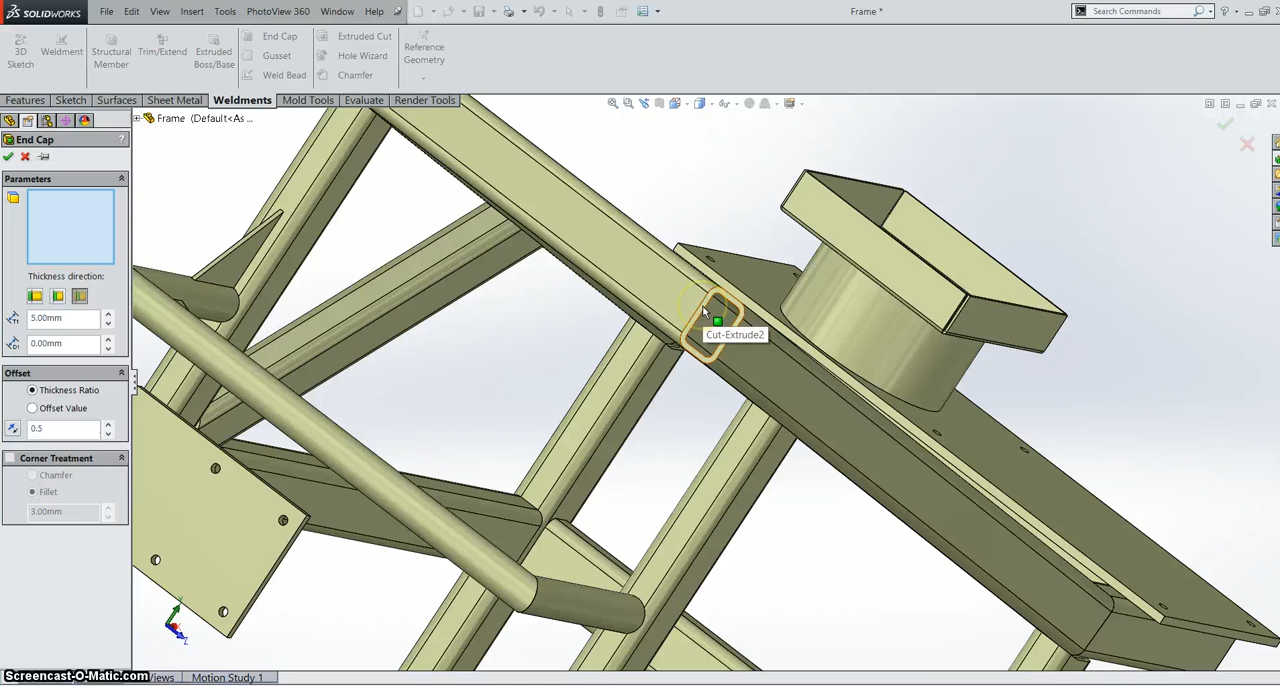 SOLIDWORKS File Edit View Insert Tools PhotoView 360 Window Help Frame * Search Commands
3D Sketch
Weldment
Structural Member
Trim/Extend
Extruded Boss/Base
End Cap
Gusset
Weld Bead
Extruded Cut
Hole Wizard
Chamfer
Reference Geometry
Features Sketch Surfaces Sheet Metal Weldments Mold Tools Evaluate Render Tools
Frame (Default<As ...
End Cap ?
Parameters
Thickness direction:
5.00mm
0.00mm
Offset
Thickness Ratio
Offset Value
0.5
Corner Treatment
Chamfer
Fillet
3.00mm
Cut-Extrude2
Y
Z
Screencast-O-Matic.com Views Motion Study 1